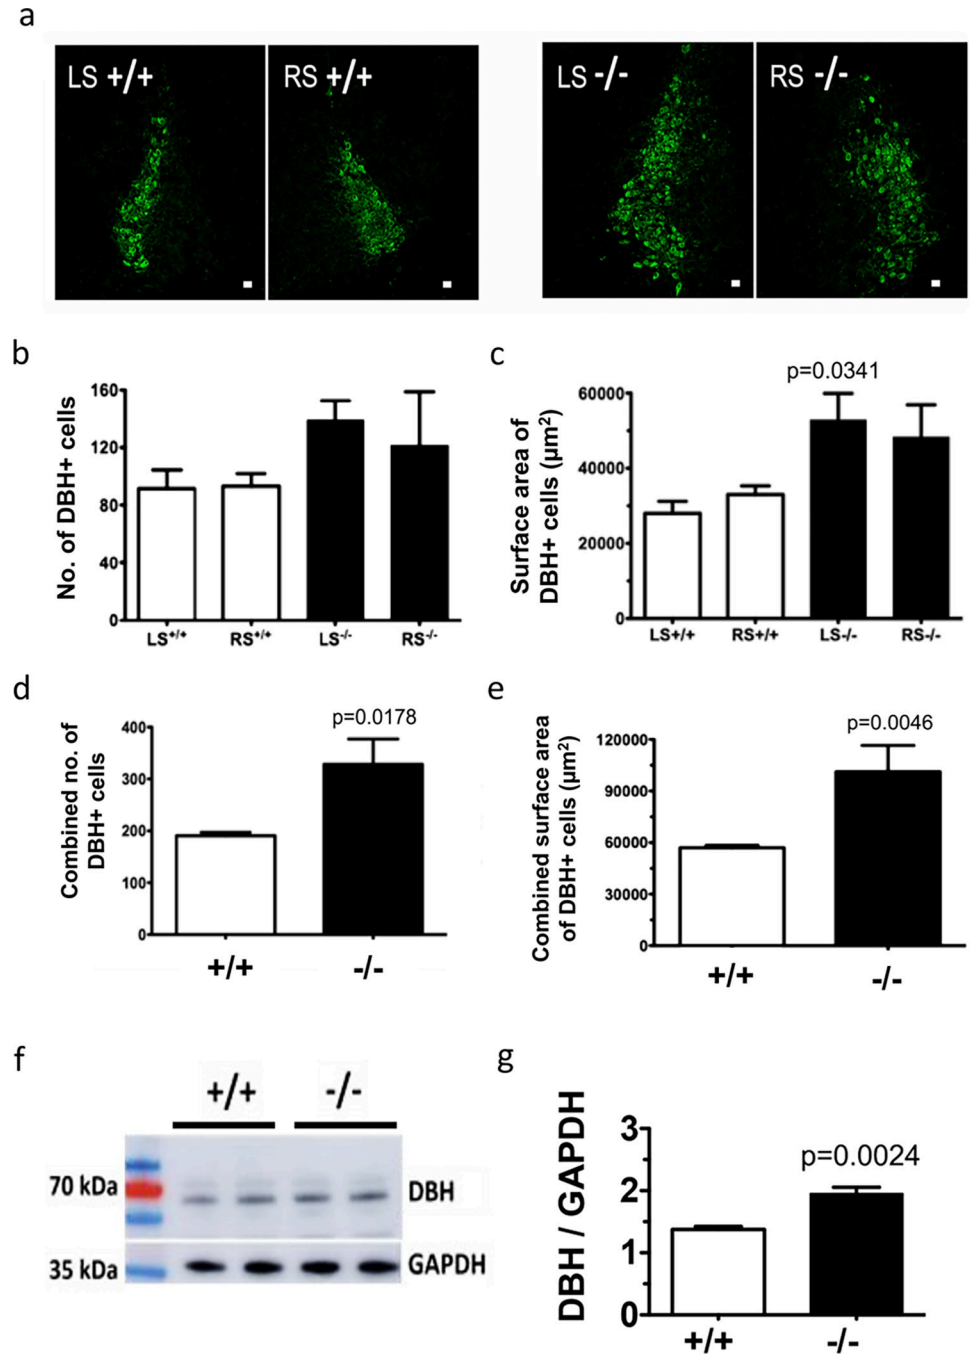 a
LS +/+
RS +/+
LS -/-
RS -/-
b
No. of DBH+ cells
160
120
80
40
0
LS+/+
RS+/+
LS-/-
RS-/-
c
p=0.0341
Surface area of
DBH+ cells (µm²)
60000
40000
20000
0
LS+/+
RS+/+
LS-/-
RS-/-
d
p=0.0178
Combined no. of
DBH+ cells
400
300
200
100
0
+/+
-/-
e
p=0.0046
Combined surface area
of DBH+ cells (µm²)
120000
90000
60000
30000
0
+/+
-/-
f
+/+
-/-
70 kDa
DBH
35 kDa
GAPDH
g
DBH / GAPDH
p=0.0024
3
2
1
0
+/+
-/-